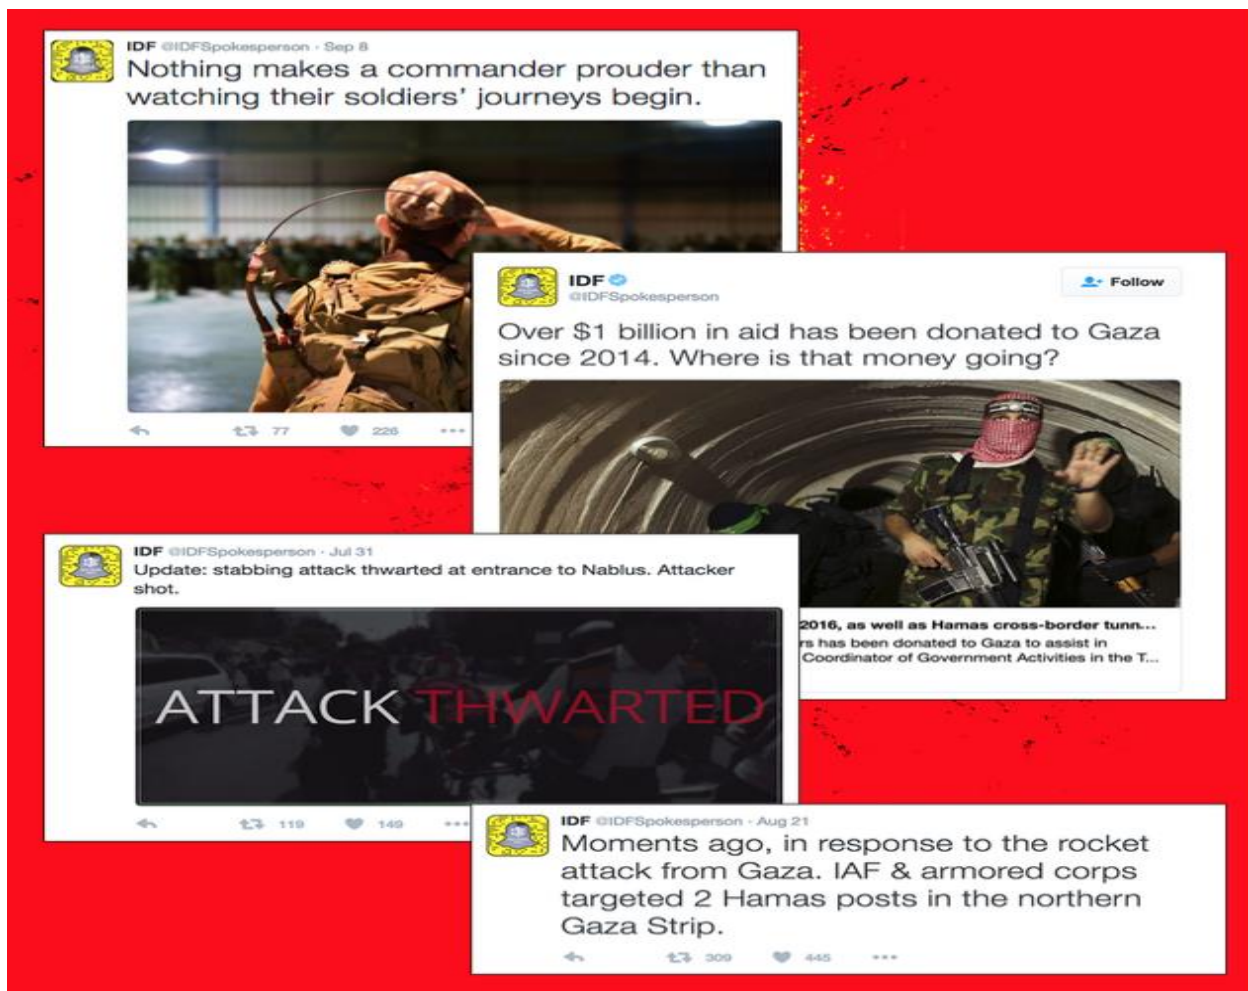 IDF @IDFSpokesperson · Sep 8
Nothing makes a commander prouder than
watching their soldiers' journeys begin.
77 226
IDF
@IDFSpokesperson
Follow
Over $1 billion in aid has been donated to Gaza
since 2014. Where is that money going?
2016, as well as Hamas cross-border tunn...
rs has been donated to Gaza to assist in
Coordinator of Government Activities in the T...
IDF @IDFSpokesperson · Jul 31
Update: stabbing attack thwarted at entrance to Nablus. Attacker
shot.
ATTACK THWARTED
119 149
IDF @IDFSpokesperson · Aug 21
Moments ago, in response to the rocket
attack from Gaza. IAF & armored corps
targeted 2 Hamas posts in the northern
Gaza Strip.
309 445